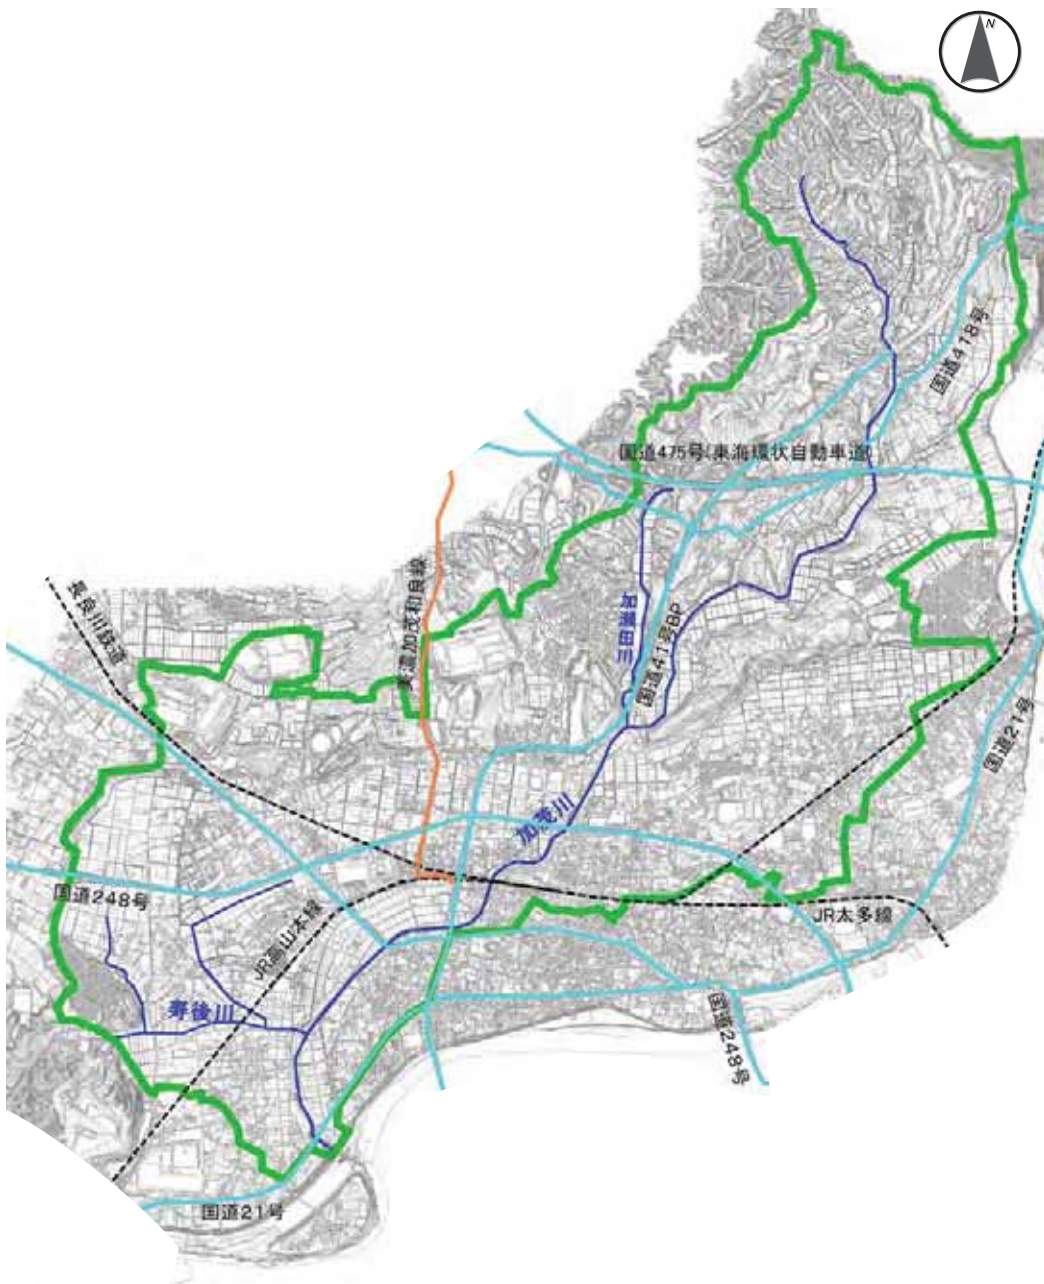 N
国道418号
国道475号(東海環状自動車道)
長良川鉄道
美濃加茂和良線
国道41号BP
国道21号
加茂川
国道248号
JR高山本線
JR太多線
寿後川
国道248号
国道21号